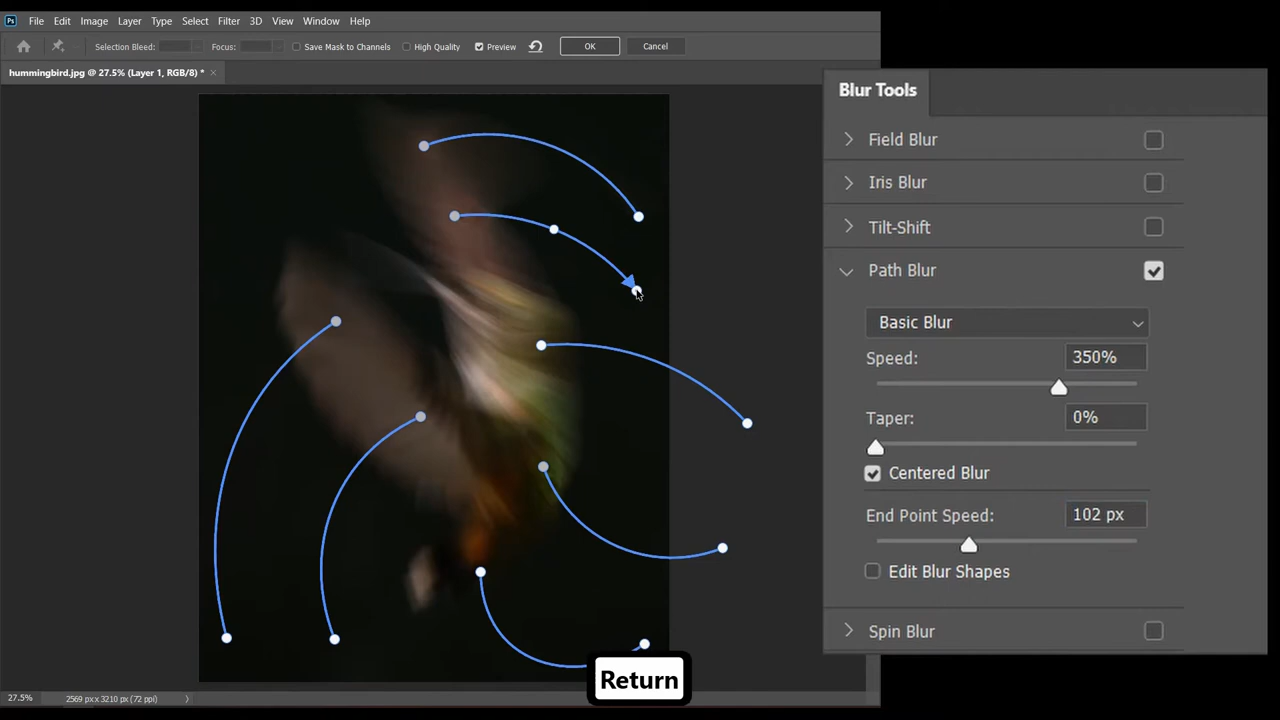 Ps File Edit Image Layer Type Select Filter 3D View Window Help
Selection Bleed: Focus: Save Mask to Channels High Quality Preview OK Cancel
hummingbird.jpg @ 27.5% (Layer 1, RGB/8) * ×
Blur Tools
Field Blur
Iris Blur
Tilt-Shift
Path Blur
Basic Blur
Speed: 350%
Taper: 0%
Centered Blur
End Point Speed: 102 px
Edit Blur Shapes
Spin Blur
Return
27.5% 2569 px x 3210 px (72 ppi)